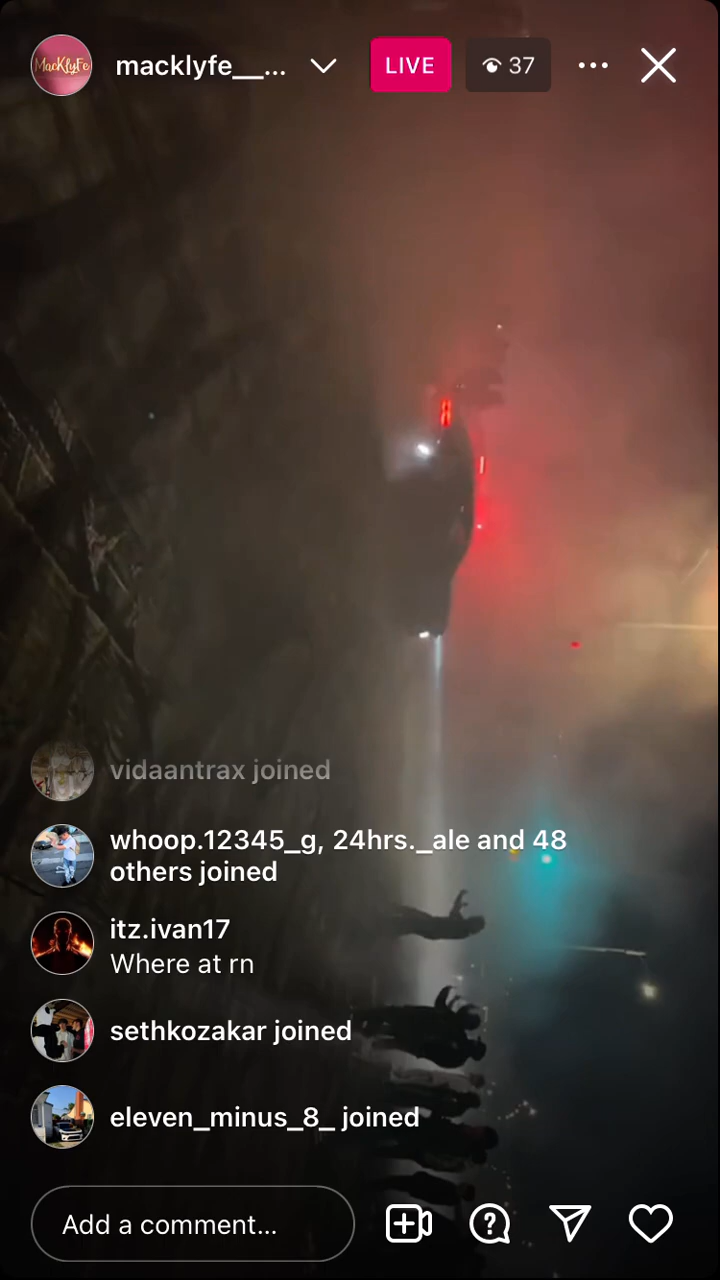 MacKlyFe
macklyfe__...
LIVE
37
vidaantrax joined
whoop.12345_g, 24hrs._ale and 48
others joined
itz.ivan17
Where at rn
sethkozakar joined
eleven_minus_8_ joined
Add a comment...